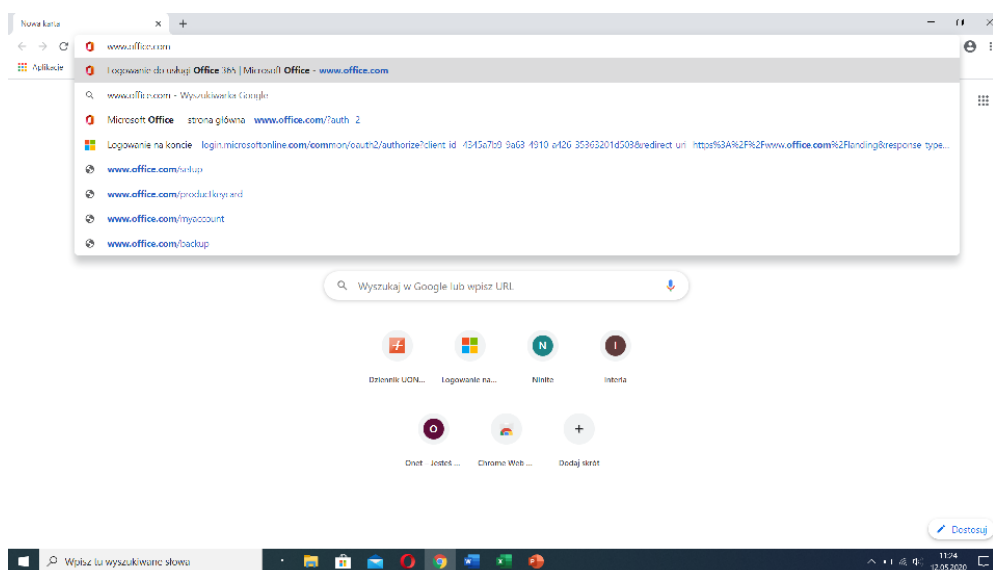 Nowa karta
www.office.com
Aplikacje
Logowanie do usługi Office 365 | Microsoft Office - www.office.com
www.office.com - Wyszukiwarka Google
Microsoft Office strona główna www.office.com/?auth 2
Logowanie na koncie login.microsoftonline.com/common/oauth2/authorize?client_id
www.office.com/setup
www.office.com/productkeycard
www.office.com/myaccount
www.office.com/backup
Wyszukaj w Google lub wpisz URL
N
I
Dziennik UON...
Logowanie na...
Ninite
Interia
O
Onet Jesteś ...
Chrome Web ...
Dodaj skrót
Dostosuj
Wpisz tu wyszukiwane słowa
11:24
12.05.2020